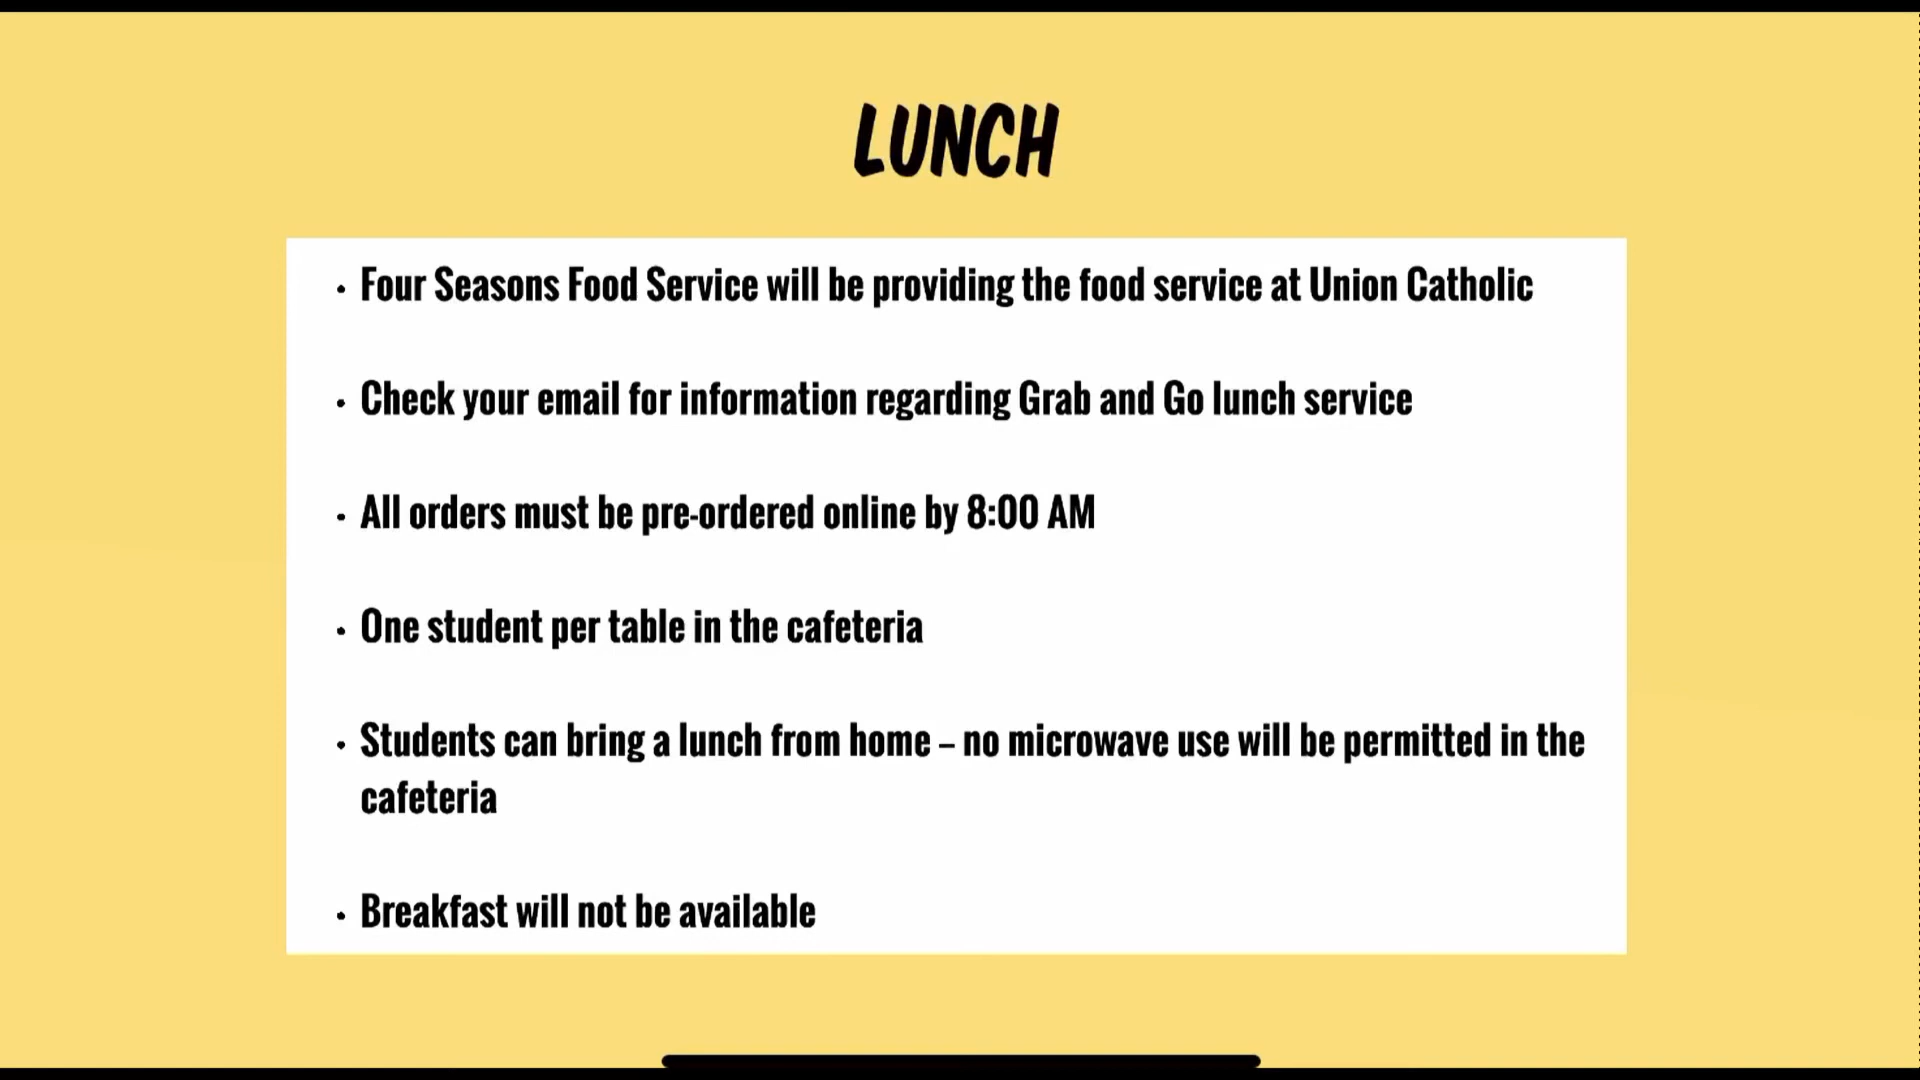 LUNCH
• Four Seasons Food Service will be providing the food service at Union Catholic
• Check your email for information regarding Grab and Go lunch service
• All orders must be pre-ordered online by 8:00 AM
• One student per table in the cafeteria
• Students can bring a lunch from home – no microwave use will be permitted in the
cafeteria
• Breakfast will not be available